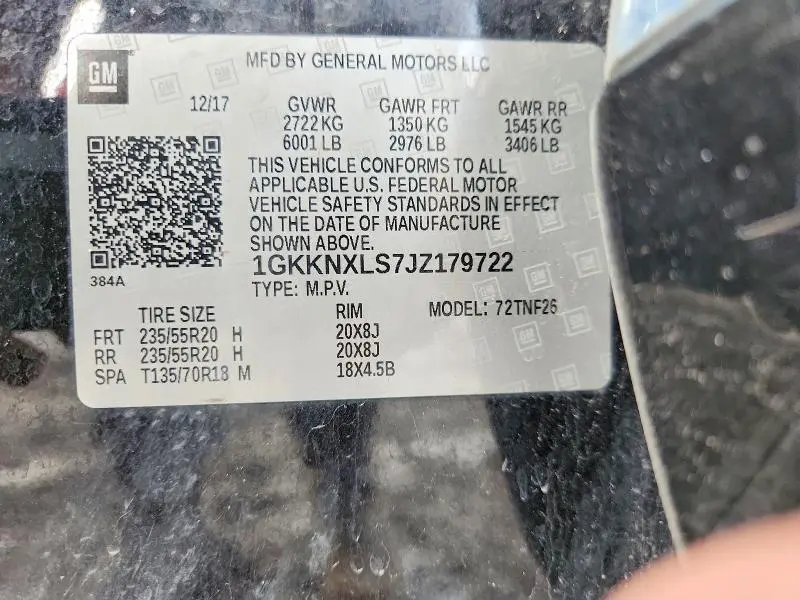 GM
MFD BY GENERAL MOTORS LLC
12/17 GVWR GAWR FRT GAWR RR
2722 KG 1350 KG 1545 KG
6001 LB 2976 LB 3406 LB
THIS VEHICLE CONFORMS TO ALL
APPLICABLE U.S. FEDERAL MOTOR
VEHICLE SAFETY STANDARDS IN EFFECT
ON THE DATE OF MANUFACTURE
SHOWN ABOVE.
384A
1GKKNXLS7JZ179722
TYPE: M.P.V.
TIRE SIZE RIM MODEL: 72TNF26
FRT 235/55R20 H 20X8J
RR 235/55R20 H 20X8J
SPA T135/70R18 M 18X4.5B